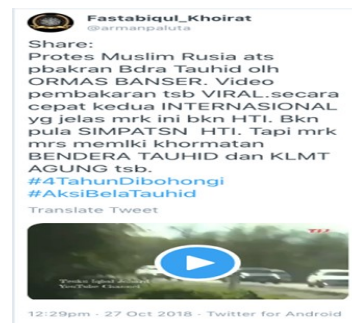 Fastabiqul_Khoirat
@armanpaluta
Share:
Protes Muslim Rusia ats
pbakran Bdra Tauhid olh
ORMAS BANSER. Video
pembakaran tsb VIRAL.secara
cepat kedua INTERNASIONAL
yg jelas mrk ini bkn HTI. Bkn
pula SIMPATSN HTI. Tapi mrk
mrs memlki khormatan
BENDERA TAUHID dan KLMT
AGUNG tsb.
#4TahunDibohongi
#AksiBelaTauhid
Translate Tweet
YouTube Channel
12:29pm · 27 Oct 2018 · Twitter for Android